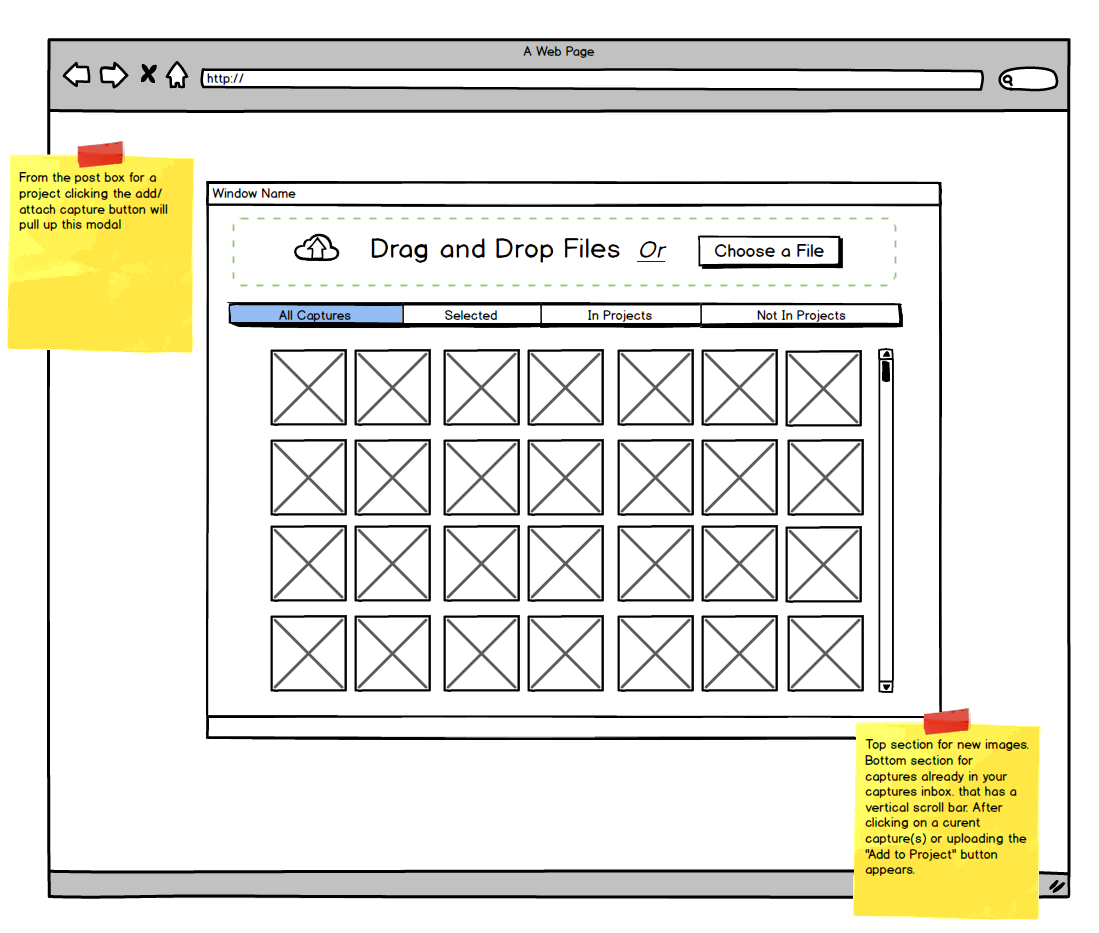 A Web Page
http://
From the post box for a
project clicking the add/
attach capture button will
pull up this modal
Window Name
Drag and Drop Files Or Choose a File
All Captures Selected In Projects Not In Projects
Top section for new images.
Bottom section for
captures already in your
captures inbox. that has a
vertical scroll bar. After
clicking on a curent
capture(s) or uploading the
"Add to Project" button
appears.